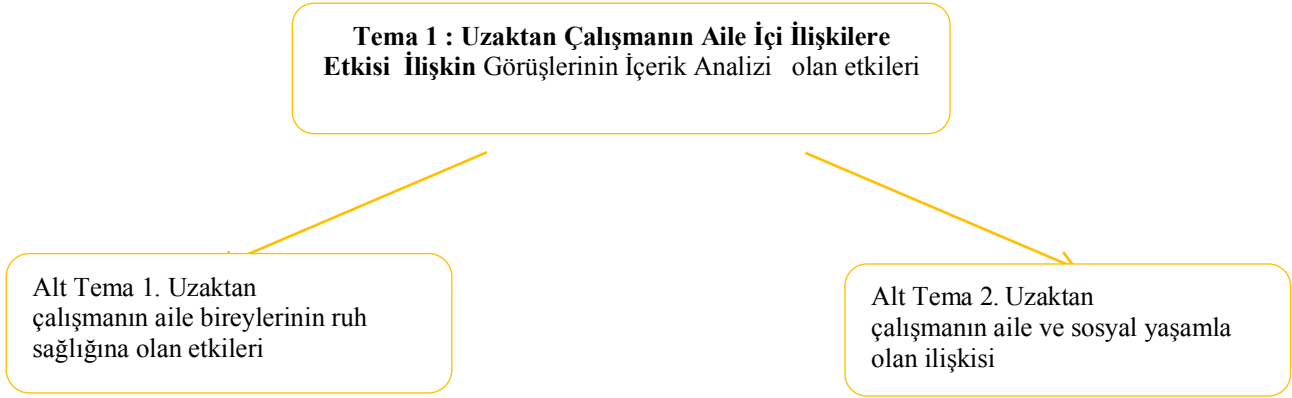 Tema 1 : Uzaktan Çalışmanın Aile İçi İlişkilere
Etkisi İlişkin Görüşlerinin İçerik Analizi olan etkileri
Alt Tema 1. Uzaktan
çalışmanın aile bireylerinin ruh
sağlığına olan etkileri
Alt Tema 2. Uzaktan
çalışmanın aile ve sosyal yaşamla
olan ilişkisi